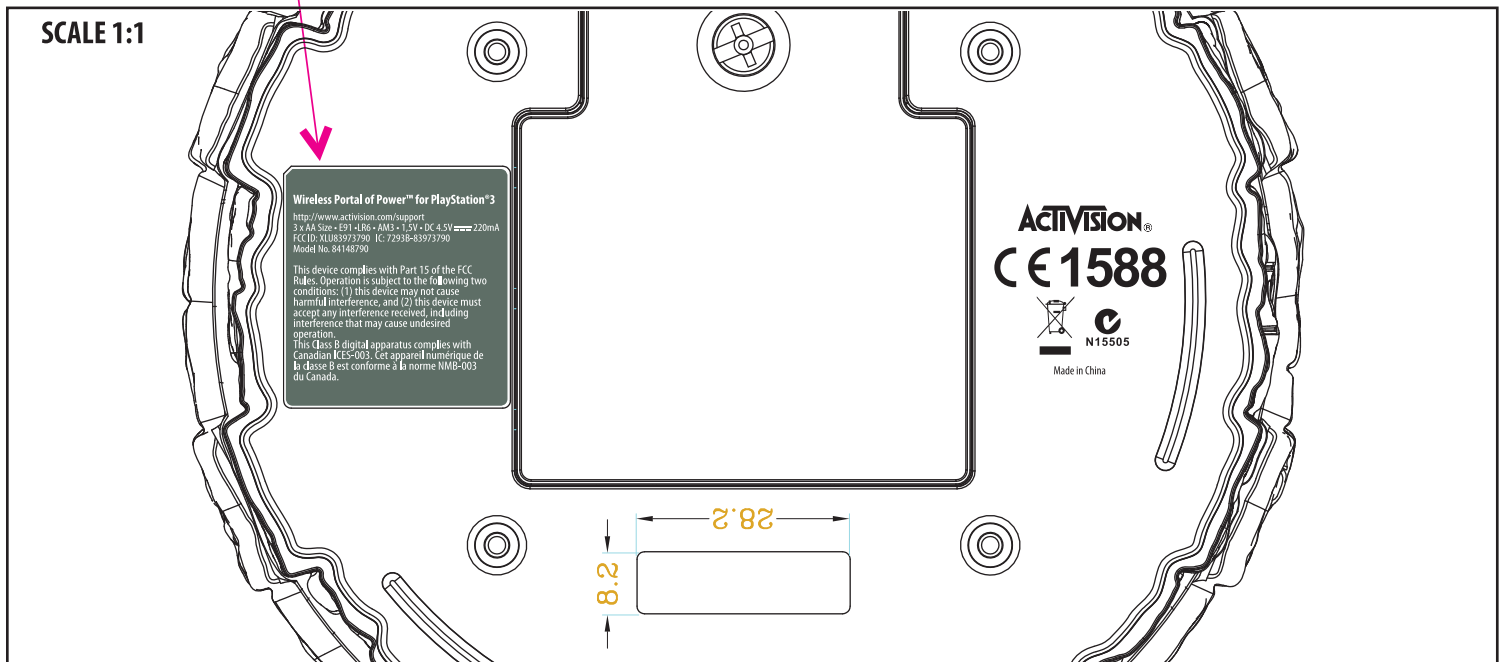 SCALE 1:1
Wireless Portal of Power™ for PlayStation®3
http://www.activision.com/support
3 x AA Size • E91 •LR6 • AM3 • 1,5V • DC 4.5V 220mA
FCC ID: XLU83973790 IC: 7293B-83973790
Model No. 84148790
This device complies with Part 15 of the FCC
Rules. Operation is subject to the following two
conditions: (1) this device may not cause
harmful interference, and (2) this device must
accept any interference received, including
interference that may cause undesired
operation.
This Class B digital apparatus complies with
Canadian ICES-003. Cet appareil numérique de
la classe B est conforme à la norme NMB-003
du Canada.
ACTIVISION®
CE 1588
N15505
Made in China
28.2
8.2